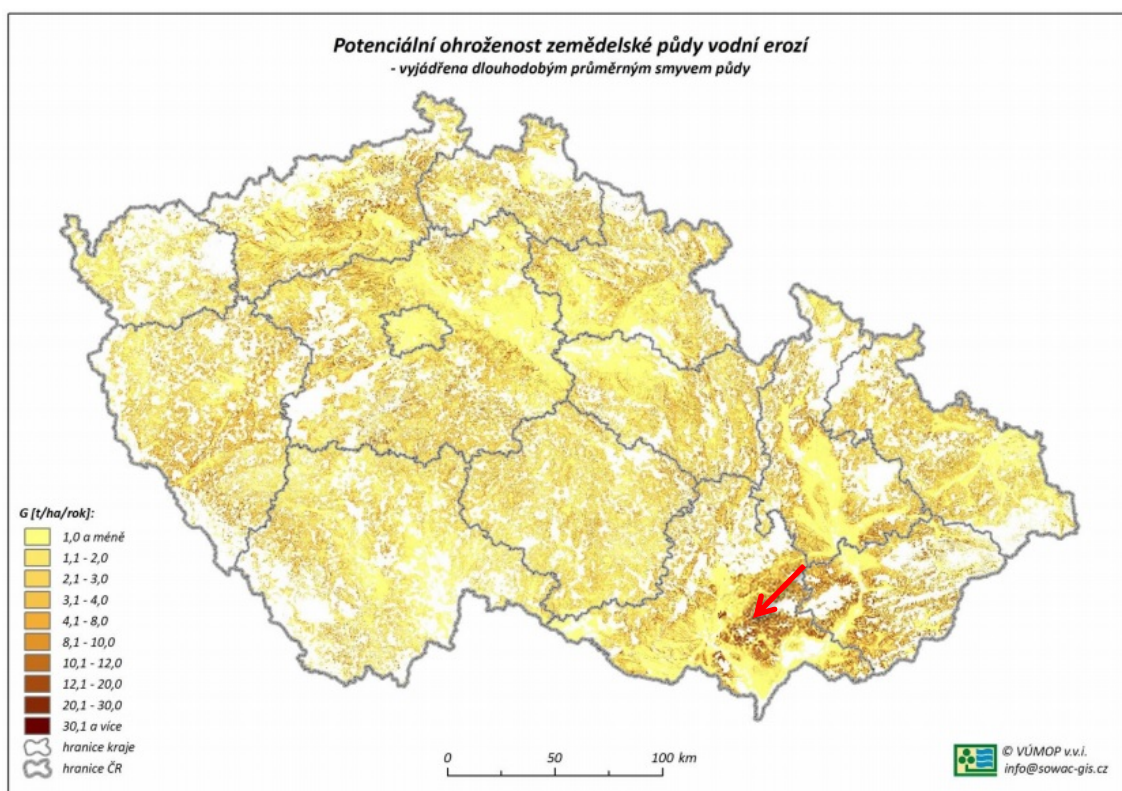 Potenciální ohroženost zemědelské půdy vodní erozí
- vyjádřena dlouhodobým průměrným smyvem půdy
G [t/ha/rok]:
1,0 a méně
1,1 - 2,0
2,1 - 3,0
3,1 - 4,0
4,1 - 8,0
8,1 - 10,0
10,1 - 12,0
12,1 - 20,0
20,1 - 30,0
30,1 a více
hranice kraje
hranice ČR
0 50 100 km
© VÚMOP v.v.i.
info@sowac-gis.cz